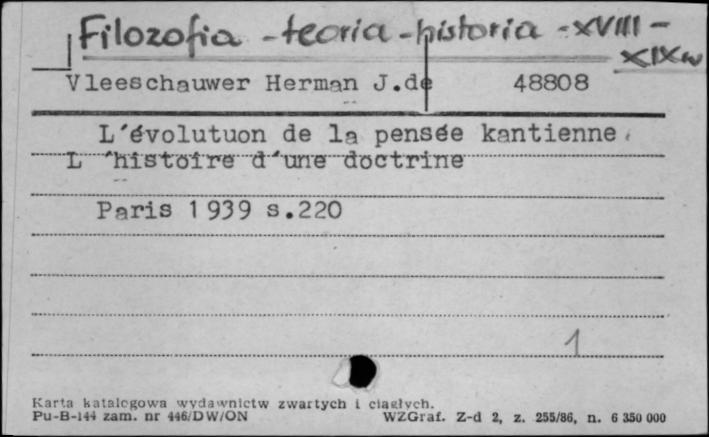 Filozofia - teoria - historia - XVIII -
XIXw
Vleeschauwer Herman J.de 48808
L´évolutuon de la pensée kantienne.
L ´histoire d´une doctrine
Paris 1939 s.220
1
Karta katalogowa wydawnictw zwartych i ciągłych.
Pu-B-144 zam. nr 446/DW/ON WZGraf. Z-d 2, z. 255/86, n. 6 350 000